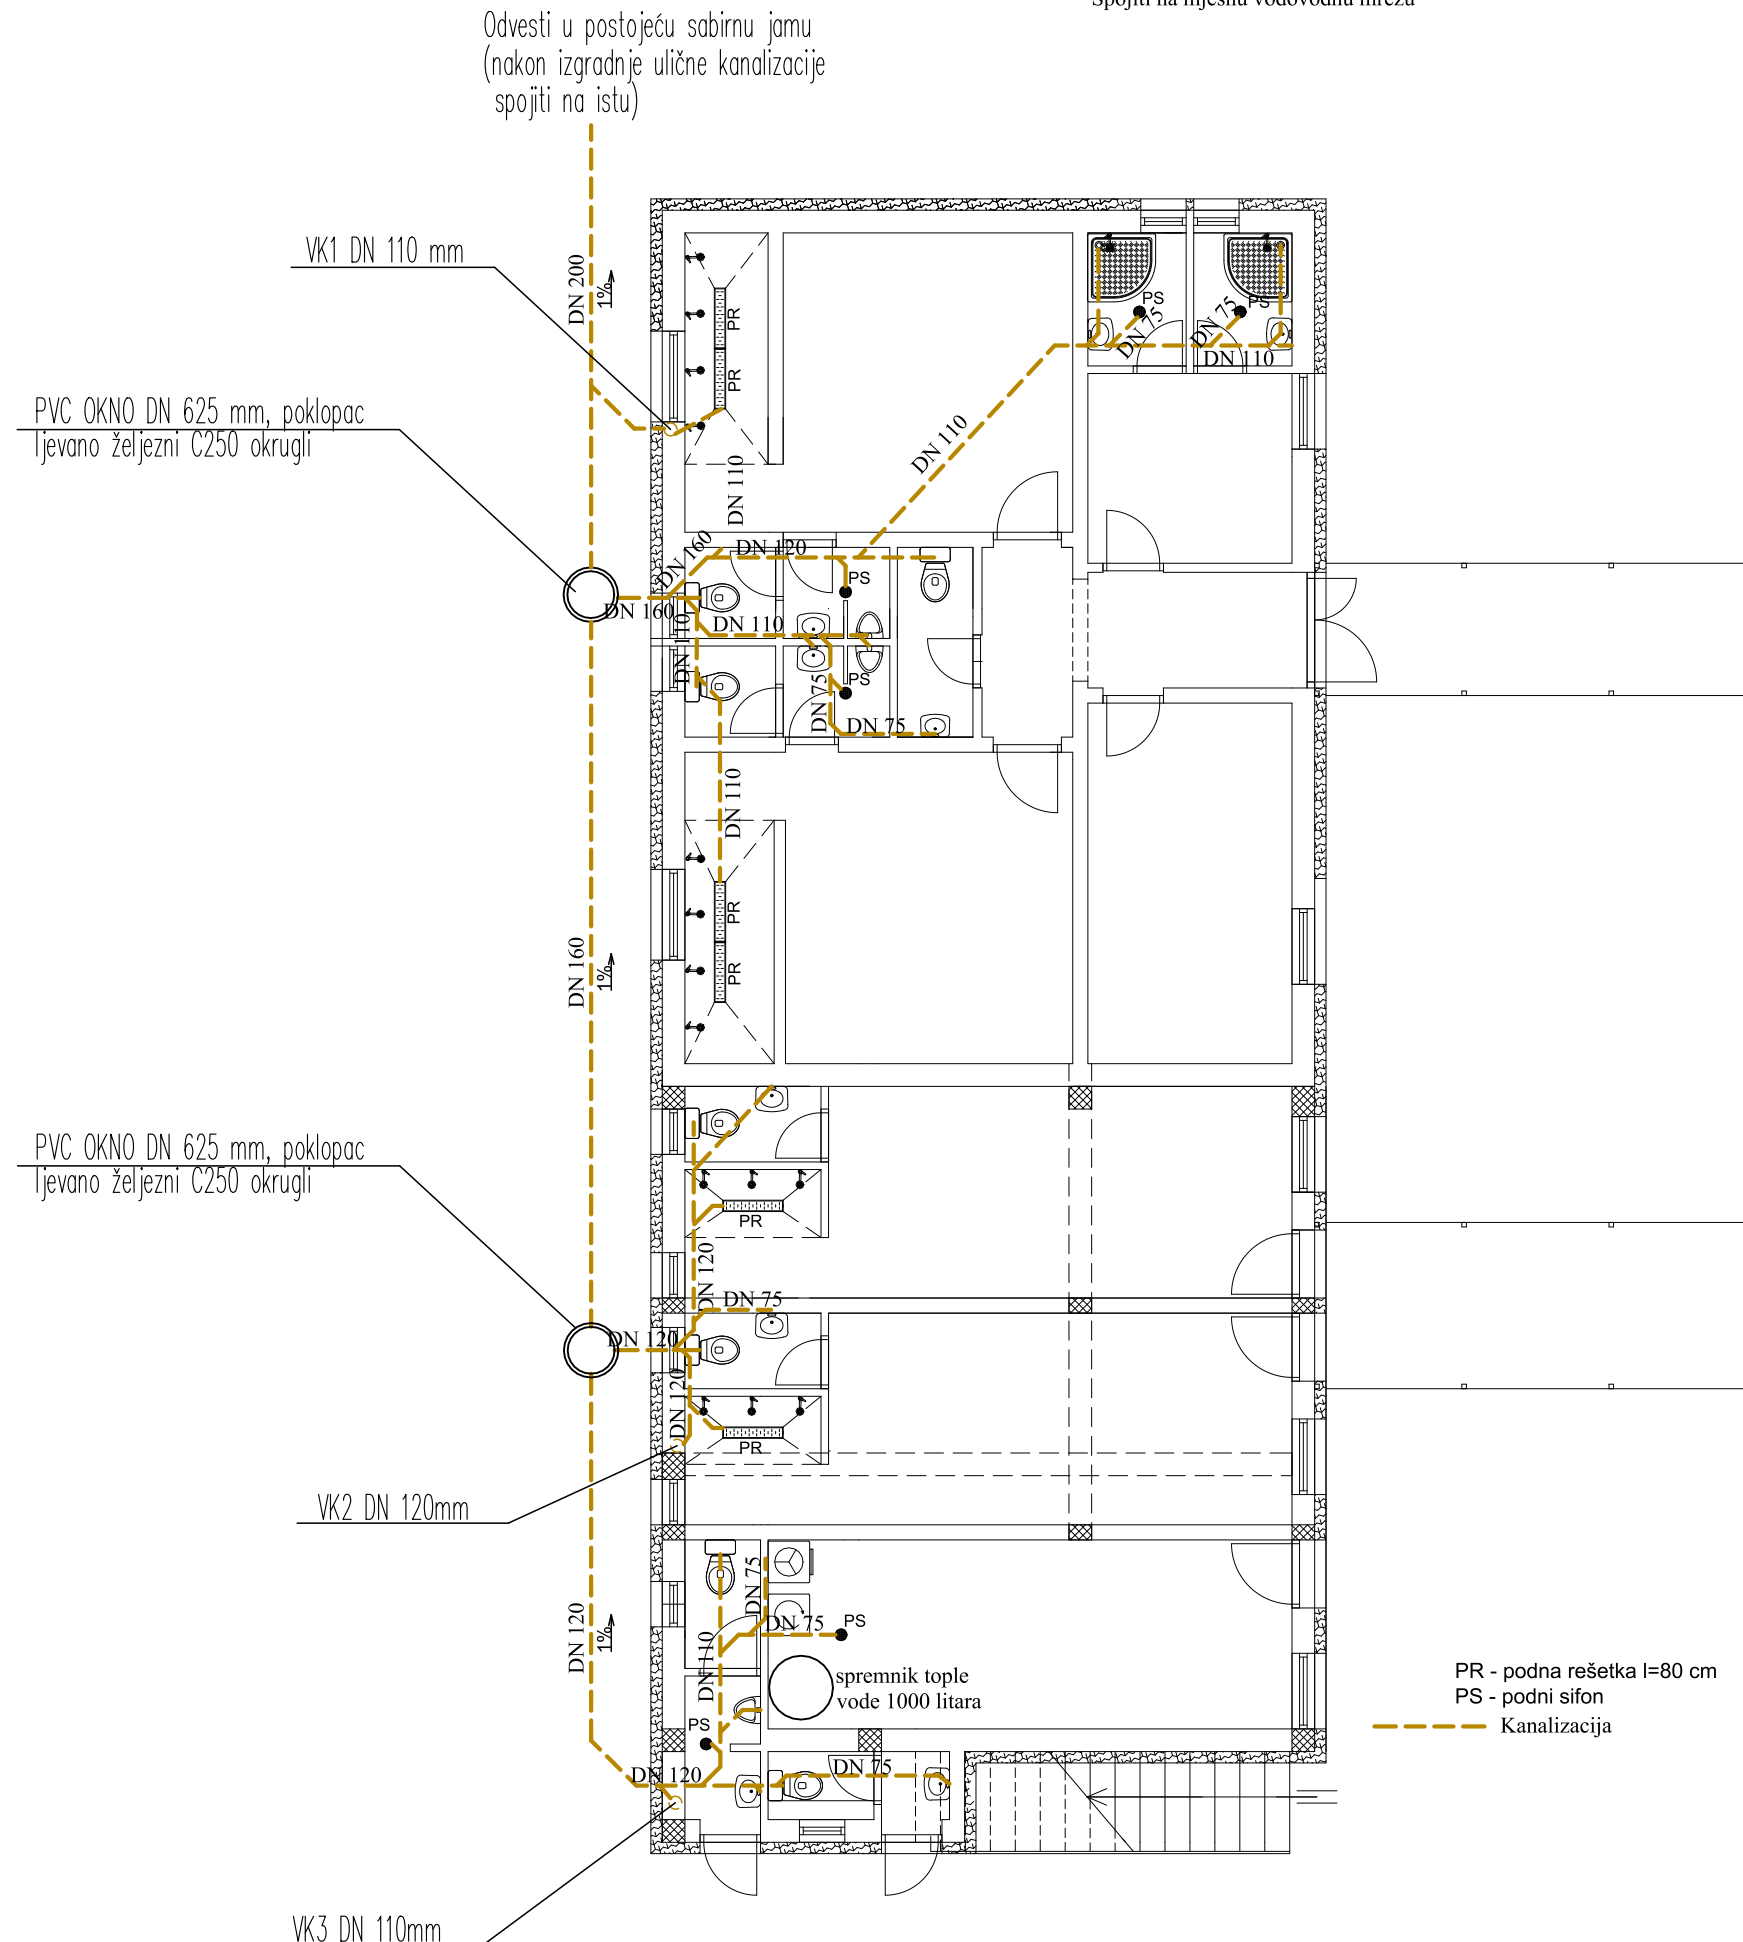 Spojiti na mjesnu vodovodnu mrežu
Odvesti u postojeću sabirnu jamu
(nakon izgradnje ulične kanalizacije
spojiti na istu)
VK1 DN 110 mm
DN 200
1%
PR
PR
PS
PS
DN 75
DN 75
DN 110
PVC OKNO DN 625 mm, poklopac
ljevano željezni C250 okrugli
DN 110
DN 110
DN 160
DN 120
PS
DN 160
DN 110
DN 110
PS
DN 75
DN 75
DN 110
PR
PR
DN 160
1%
PVC OKNO DN 625 mm, poklopac
ljevano željezni C250 okrugli
PR
DN 120
DN 75
DN 120
DN 120
PR
VK2 DN 120mm
DN 75
DN 75
PS
DN 120
1%
DN 110
spremnik tople
vode 1000 litara
PS
DN 120
DN 75
PR - podna rešetka l=80 cm
PS - podni sifon
Kanalizacija
VK3 DN 110mm